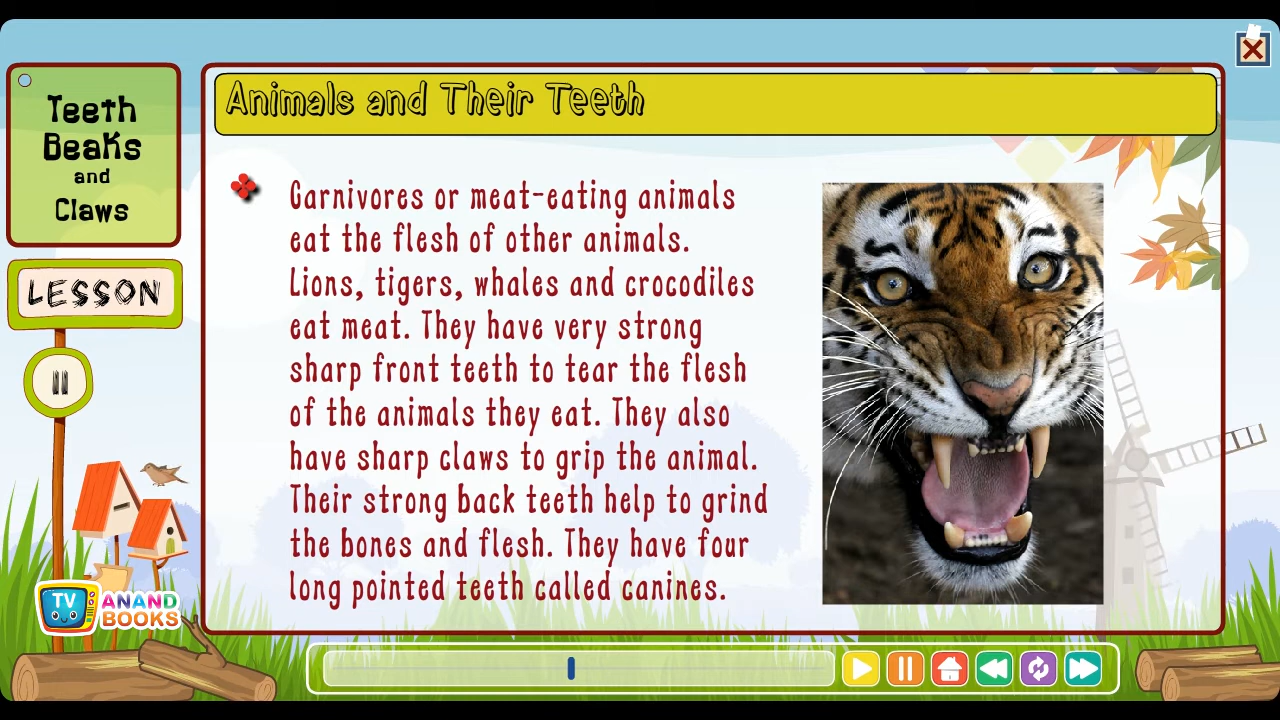 Animals and Their Teeth
Teeth
Beaks
and
Claws
LESSON
11
Carnivores or meat-eating animals
eat the flesh of other animals.
Lions, tigers, whales and crocodiles
eat meat. They have very strong
sharp front teeth to tear the flesh
of the animals they eat. They also
have sharp claws to grip the animal.
Their strong back teeth help to grind
the bones and flesh. They have four
long pointed teeth called canines.
TV
ANAND
BOOKS